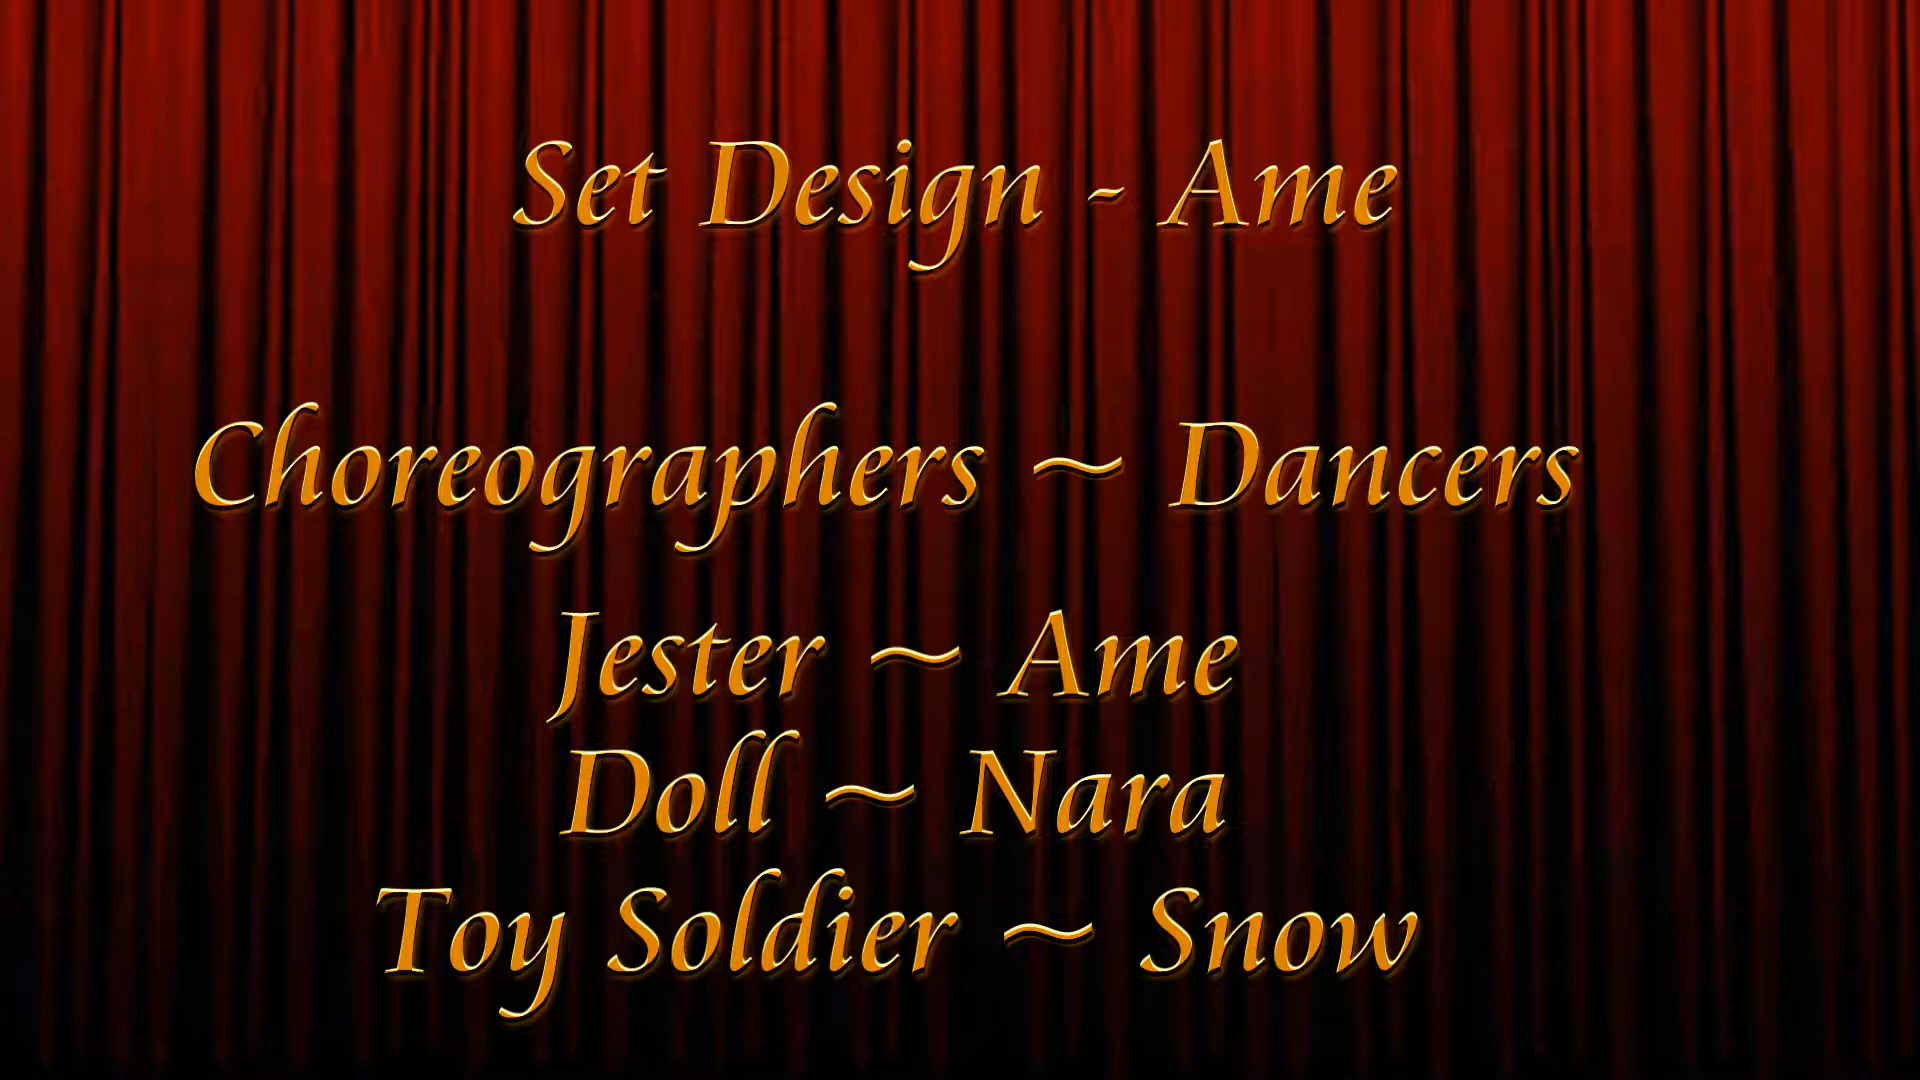 Set Design - Ame
Choreographers ~ Dancers
Jester ~ Ame
Doll ~ Nara
Toy Soldier ~ Snow